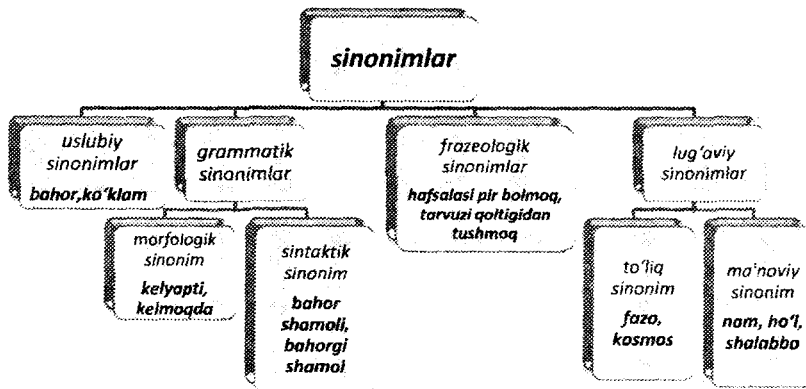 sinonimlar
uslubiy
sinonimlar
bahor,ko‘klam
grammatik
sinonimlar
frazeologik
sinonimlar
hafsalasi pir bolmoq,
tarvuzi qoltigidan
tushmoq
lug‘aviy
sinonimlar
morfologik
sinonim
kelyapti,
kelmoqda
sintaktik
sinonim
bahor
shamoli,
bahorgi
shamol
to‘liq
sinonim
fazo,
kosmos
ma'noviy
sinonim
nam, ho‘l,
shalabbo